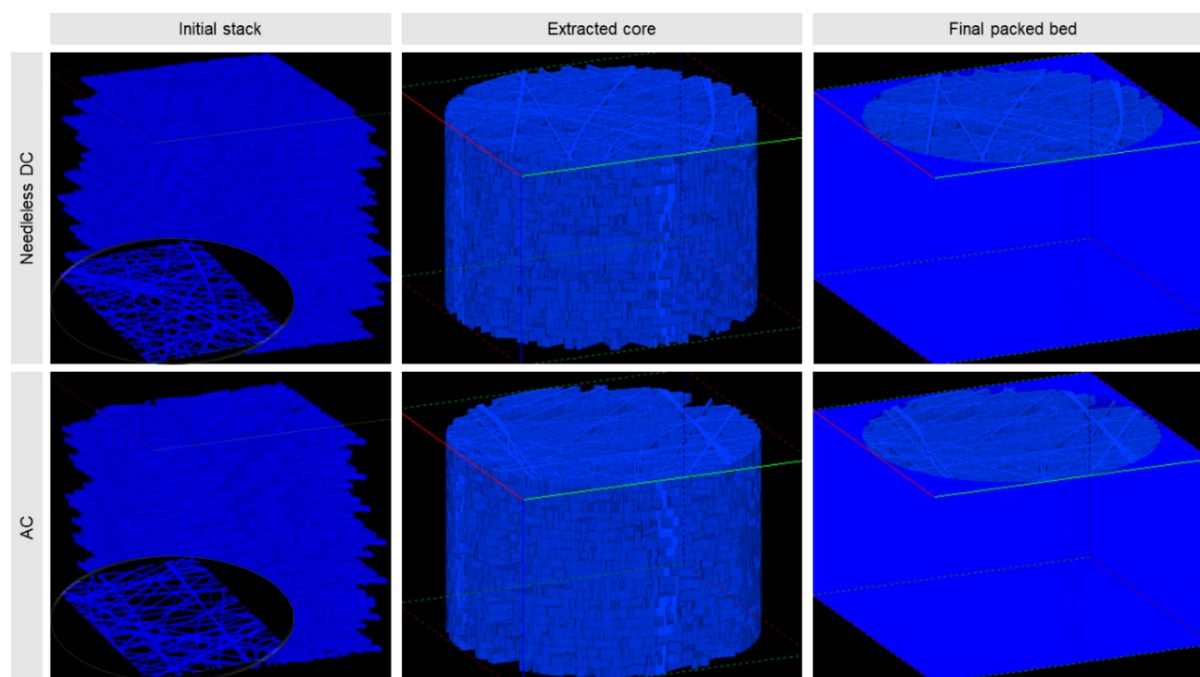 Initial stack
Extracted core
Final packed bed
Needleless DC
AC